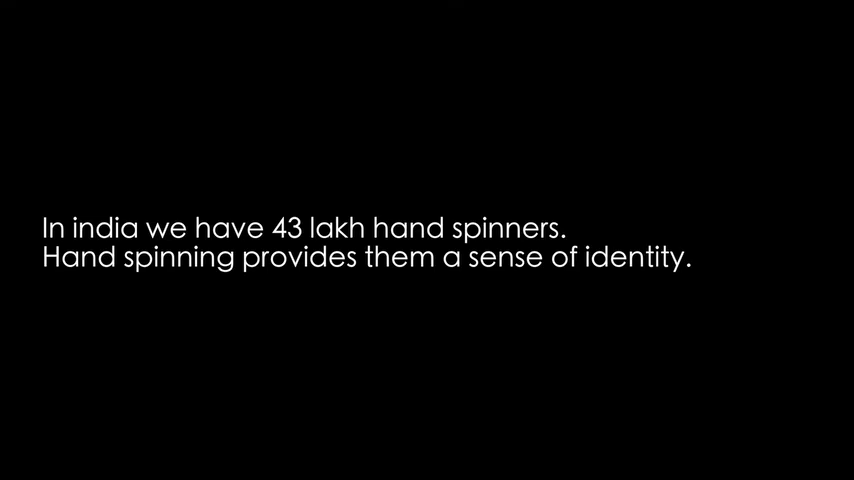 In india we have 43 lakh hand spinners.
Hand spinning provides them a sense of identity.